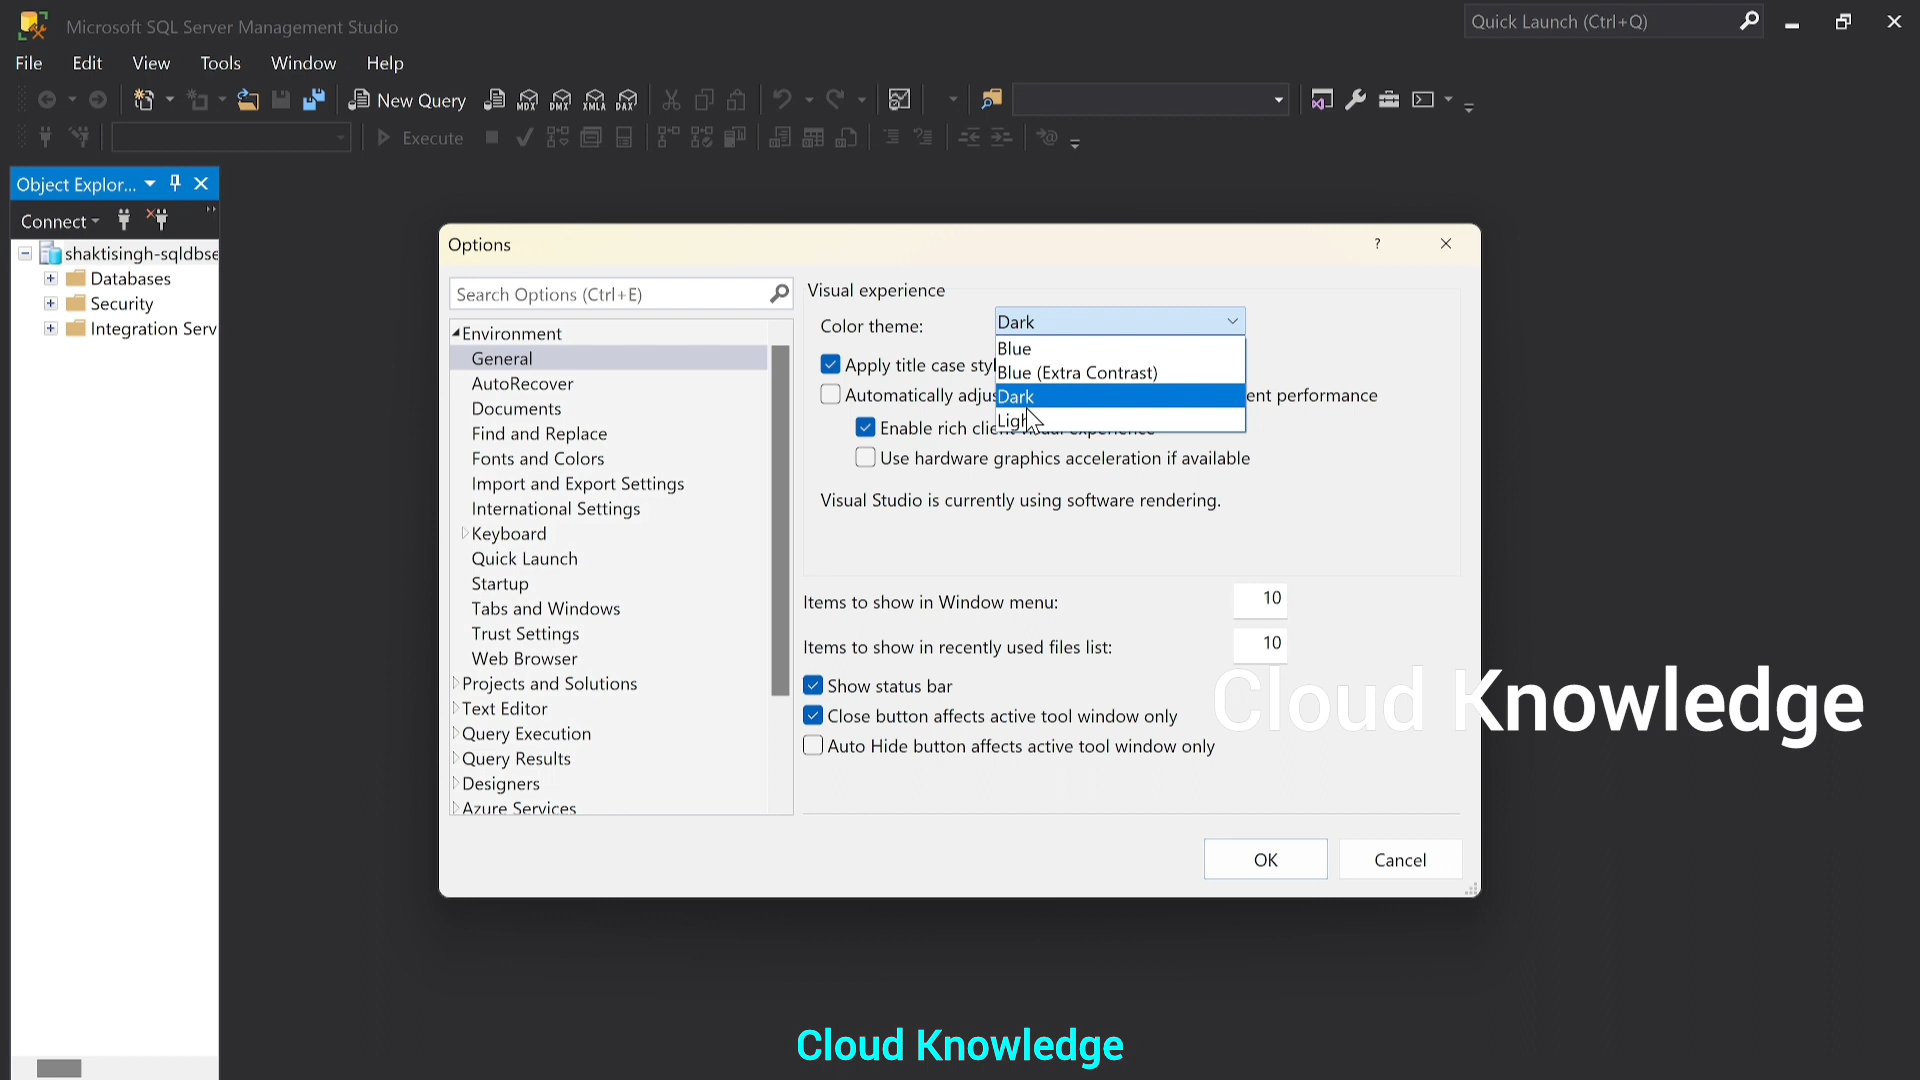 Microsoft SQL Server Management Studio
Quick Launch (Ctrl+Q)
File Edit View Tools Window Help
New Query MDX DMX XMLA DAX
Execute
Object Explor...
Connect
shaktisingh-sqldbse
Databases
Security
Integration Serv
Options
?
Search Options (Ctrl+E)
Environment
General
AutoRecover
Documents
Find and Replace
Fonts and Colors
Import and Export Settings
International Settings
Keyboard
Quick Launch
Startup
Tabs and Windows
Trust Settings
Web Browser
Projects and Solutions
Text Editor
Query Execution
Query Results
Designers
Azure Services
Visual experience
Color theme: Dark
Blue
Blue (Extra Contrast)
Dark
Ligh
Apply title case styl
Automatically adjus ent performance
Enable rich clie
Use hardware graphics acceleration if available
Visual Studio is currently using software rendering.
Items to show in Window menu: 10
Items to show in recently used files list: 10
Show status bar
Close button affects active tool window only
Auto Hide button affects active tool window only
OK Cancel
Cloud Knowledge
Cloud Knowledge